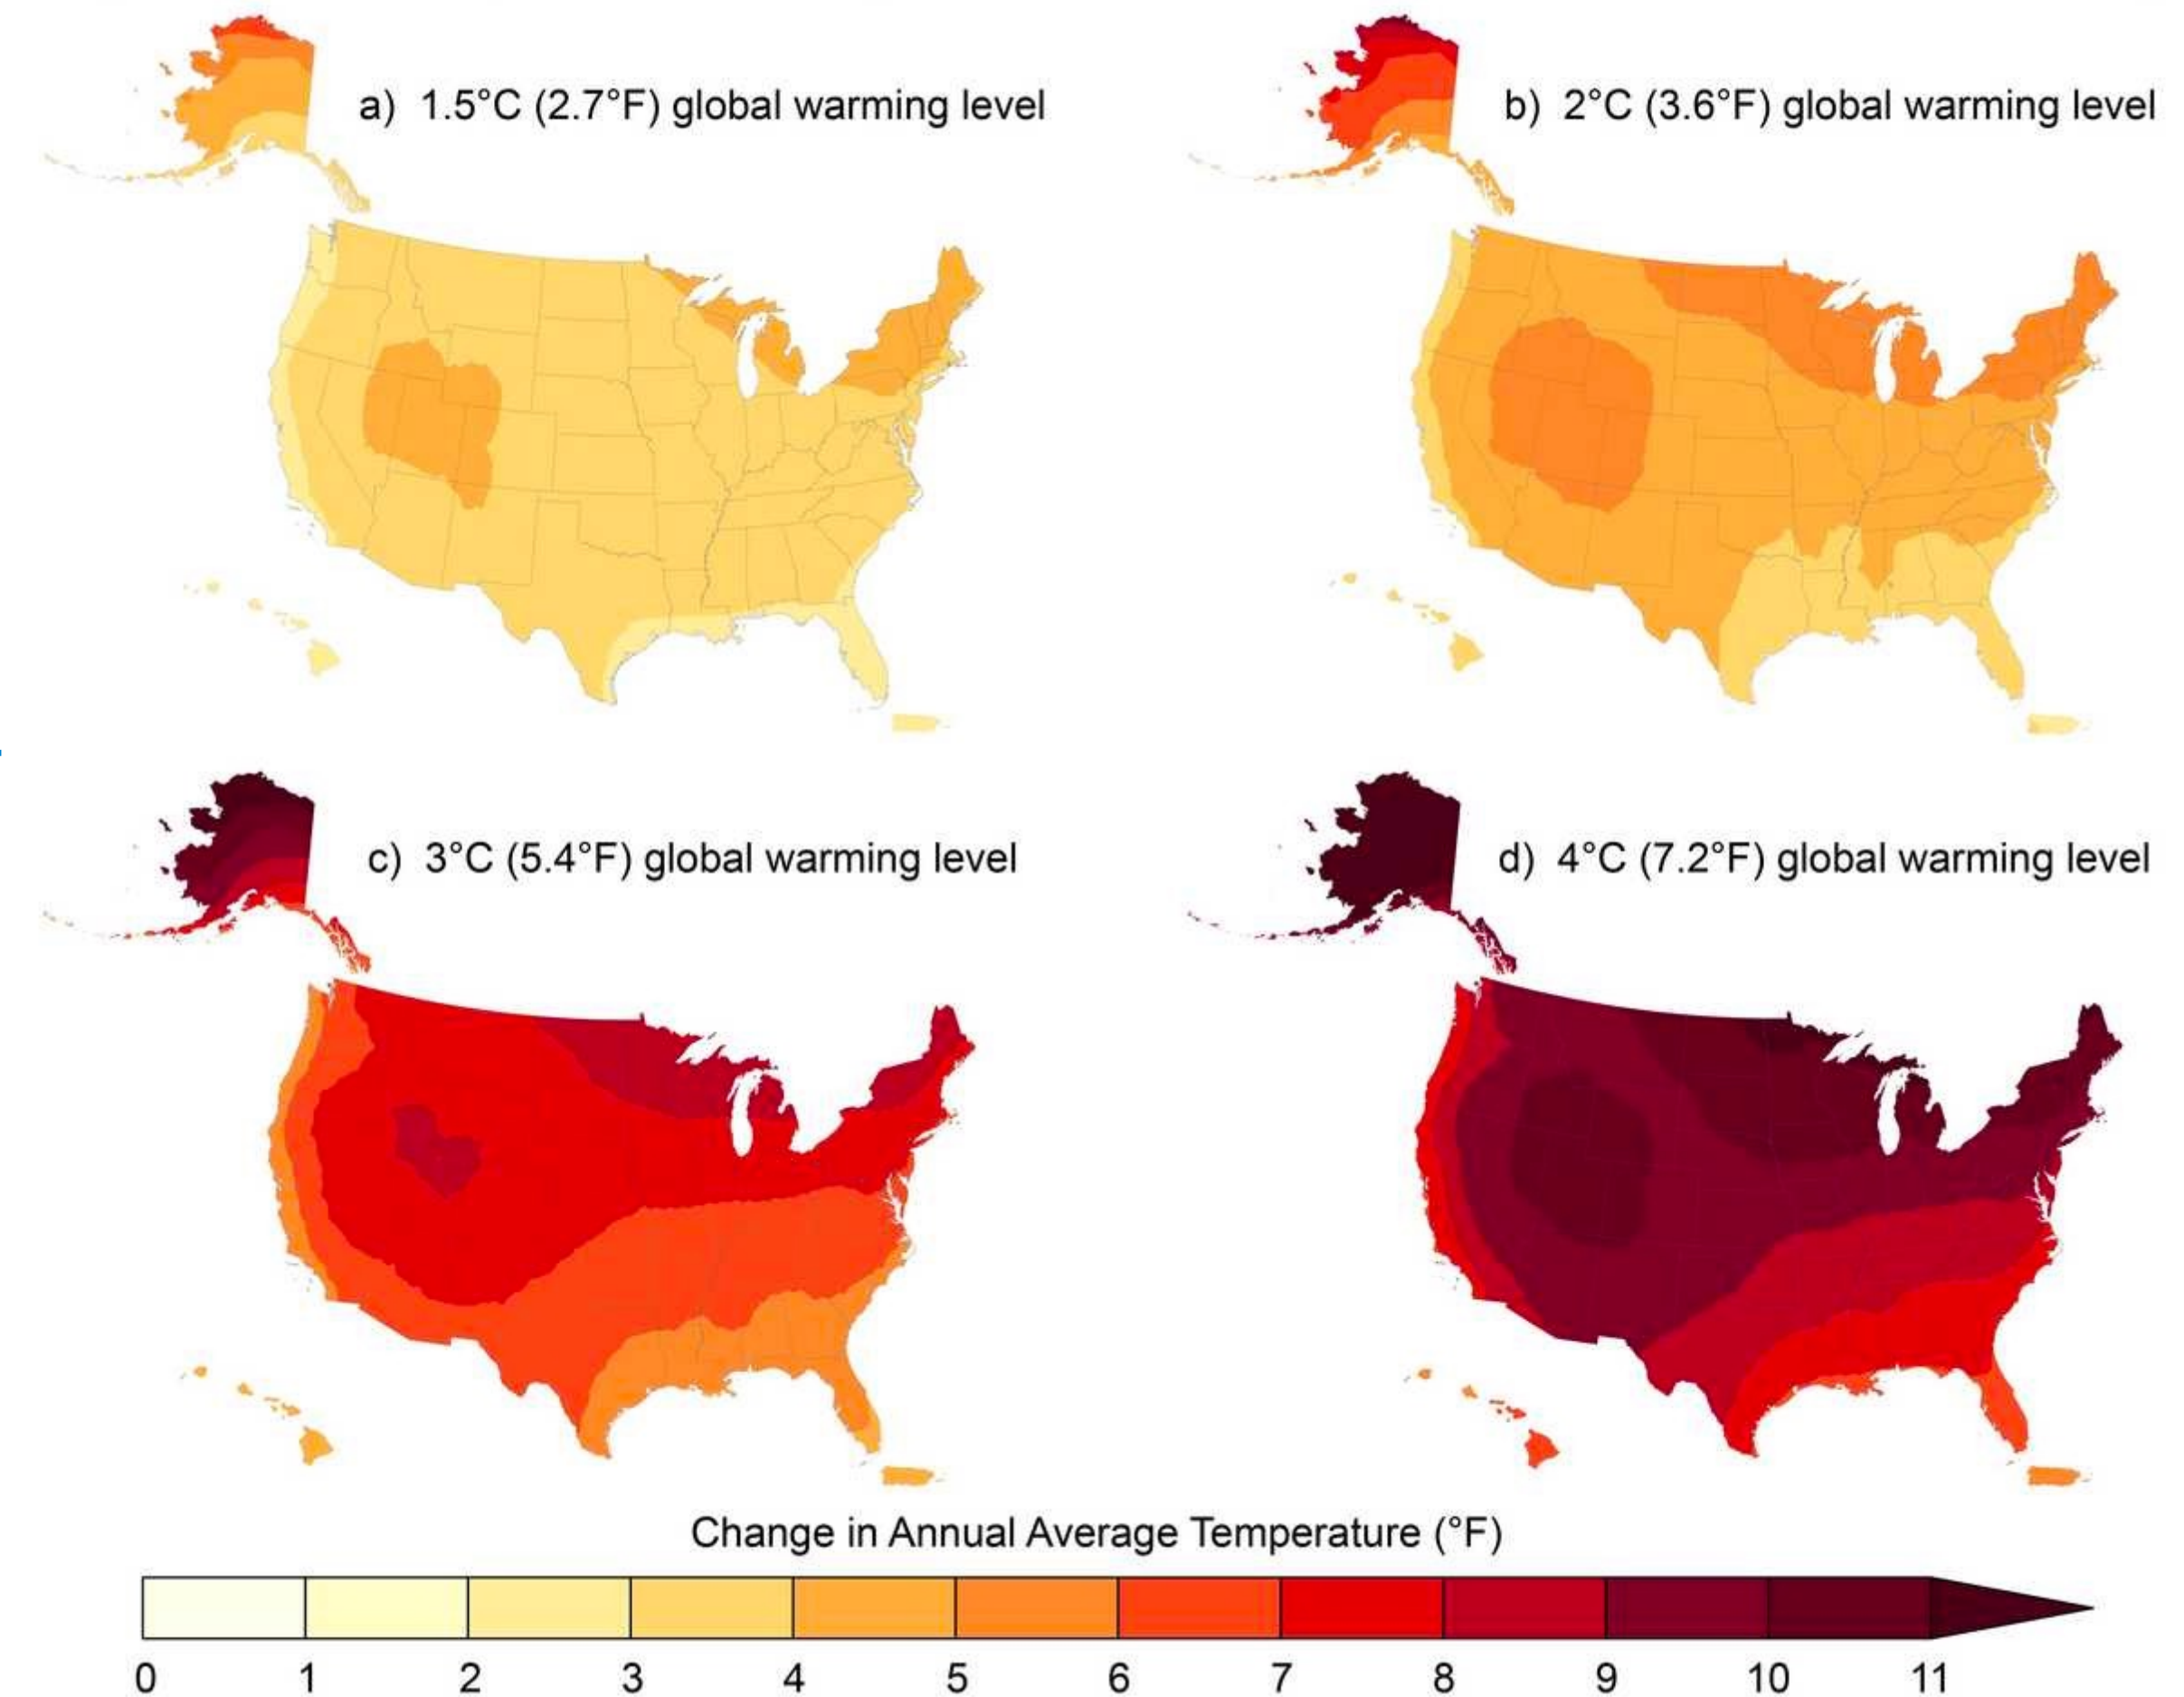 a) 1.5°C (2.7°F) global warming level
b) 2°C (3.6°F) global warming level
c) 3°C (5.4°F) global warming level
d) 4°C (7.2°F) global warming level
Change in Annual Average Temperature (°F)
0 1 2 3 4 5 6 7 8 9 10 11